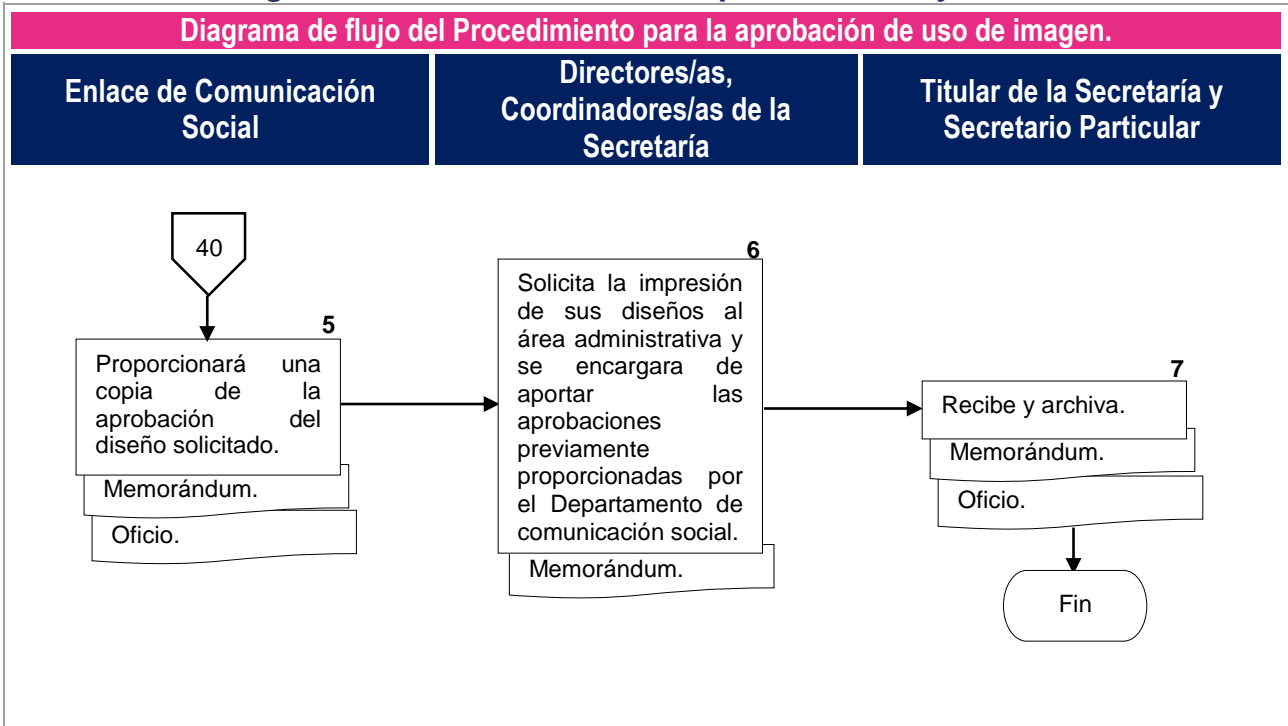 Diagrama de flujo del Procedimiento para la aprobación de uso de imagen.
Enlace de Comunicación
Social
Directores/as,
Coordinadores/as de la
Secretaría
Titular de la Secretaría y
Secretario Particular
40
5
Proporcionará una
copia de la
aprobación del
diseño solicitado.
Memorándum.
Oficio.
6
Solicita la impresión
de sus diseños al
área administrativa y
se encargara de
aportar las
aprobaciones
previamente
proporcionadas por
el Departamento de
comunicación social.
Memorándum.
7
Recibe y archiva.
Memorándum.
Oficio.
Fin